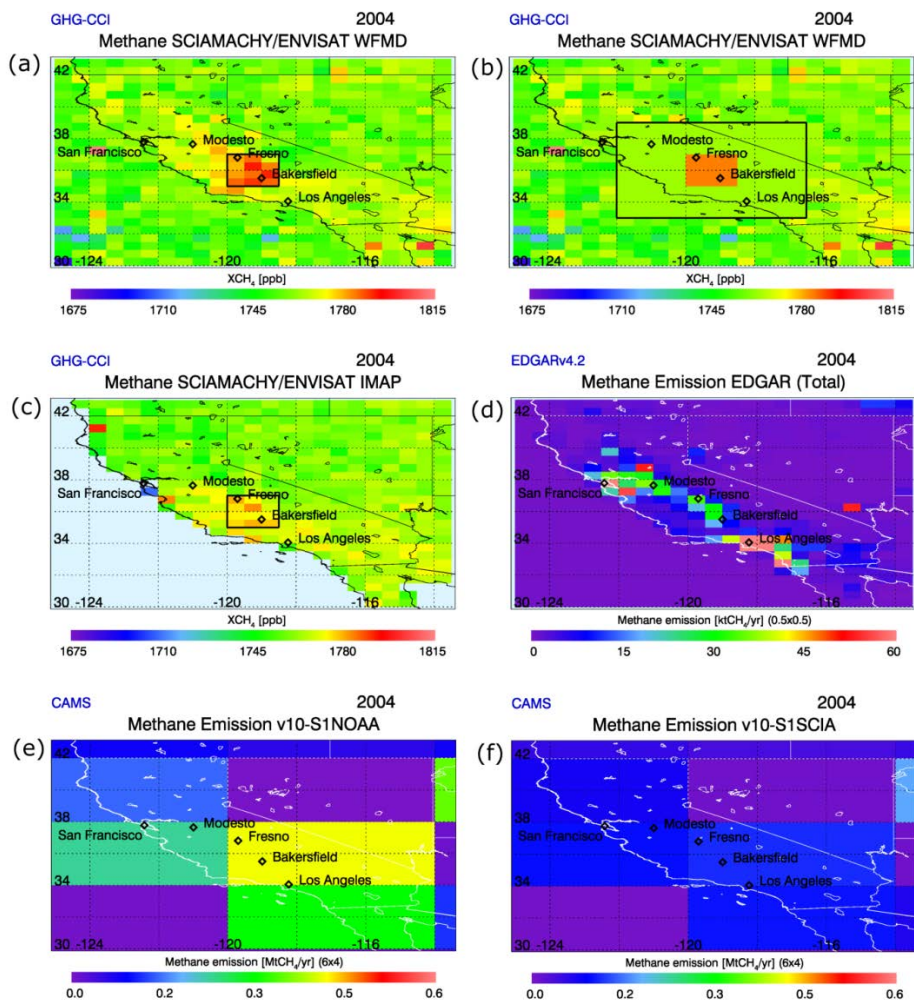 GHG-CCI 2004
Methane SCIAMACHY/ENVISAT WFMD
(a)
42
38
Modesto
San Francisco
Fresno
Bakersfield
34
Los Angeles
30 -124 -120 -116
XCH4 [ppb]
1675 1710 1745 1780 1815
GHG-CCI 2004
Methane SCIAMACHY/ENVISAT WFMD
(b)
42
38
Modesto
San Francisco
Fresno
Bakersfield
34
Los Angeles
30 -124 -120 -116
XCH4 [ppb]
1675 1710 1745 1780 1815
GHG-CCI 2004
Methane SCIAMACHY/ENVISAT IMAP
(c)
42
38
Modesto
San Francisco
Fresno
Bakersfield
34
Los Angeles
30 -124 -120 -116
XCH4 [ppb]
1675 1710 1745 1780 1815
EDGARv4.2 2004
Methane Emission EDGAR (Total)
(d)
42
38
Modesto
San Francisco
Fresno
Bakersfield
34
Los Angeles
30 -124 -120 -116
Methane emission [ktCH4/yr] (0.5x0.5)
0 15 30 45 60
CAMS 2004
Methane Emission v10-S1NOAA
(e)
42
38
Modesto
San Francisco
Fresno
Bakersfield
34
Los Angeles
30 -124 -120 -116
Methane emission [MtCH4/yr] (6x4)
0.0 0.2 0.3 0.5 0.6
CAMS 2004
Methane Emission v10-S1SCIA
(f)
42
38
Modesto
San Francisco
Fresno
Bakersfield
34
Los Angeles
30 -124 -120 -116
Methane emission [MtCH4/yr] (6x4)
0.0 0.2 0.3 0.5 0.6